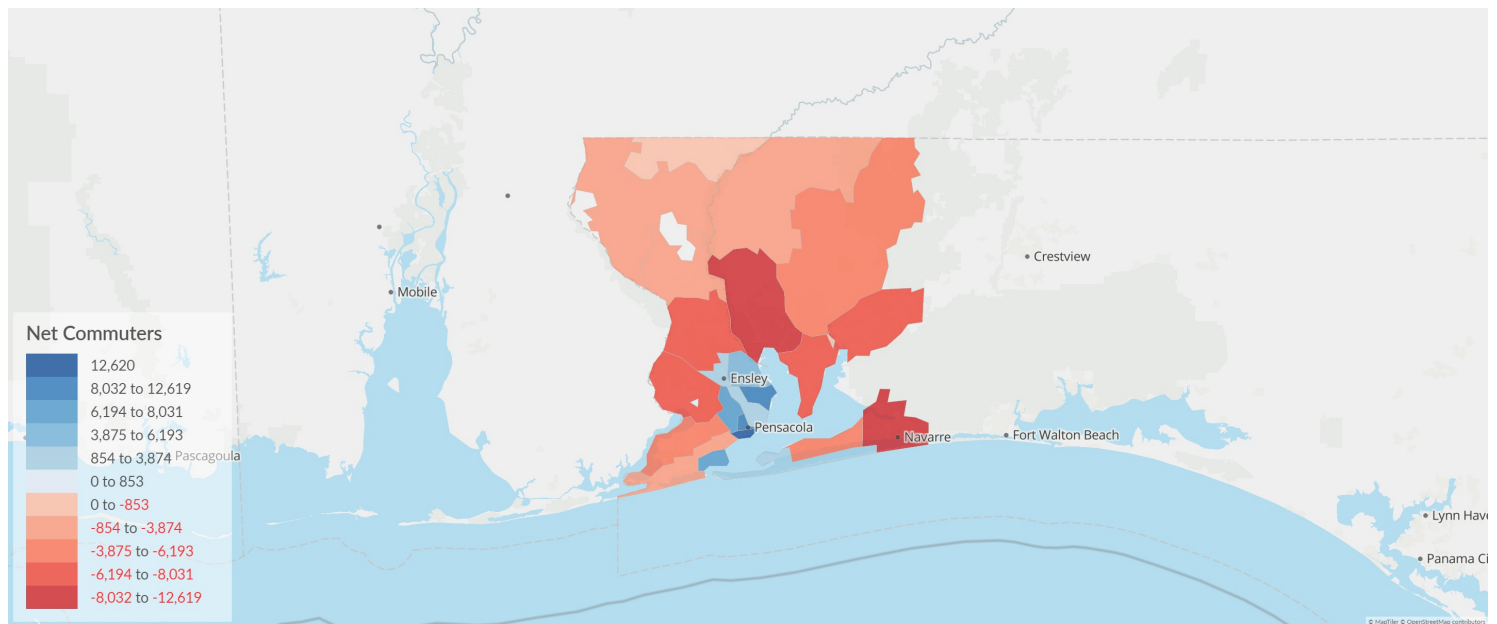 Crestview
Mobile
Net Commuters
12,620
8,032 to 12,619
6,194 to 8,031
3,875 to 6,193
854 to 3,874
0 to 853
0 to -853
-854 to -3,874
-3,875 to -6,193
-6,194 to -8,031
-8,032 to -12,619
Pascagoula
Ensley
Pensacola
Navarre
Fort Walton Beach
Lynn Have
Panama Ci
© MapTiler © OpenStreetMap contributors